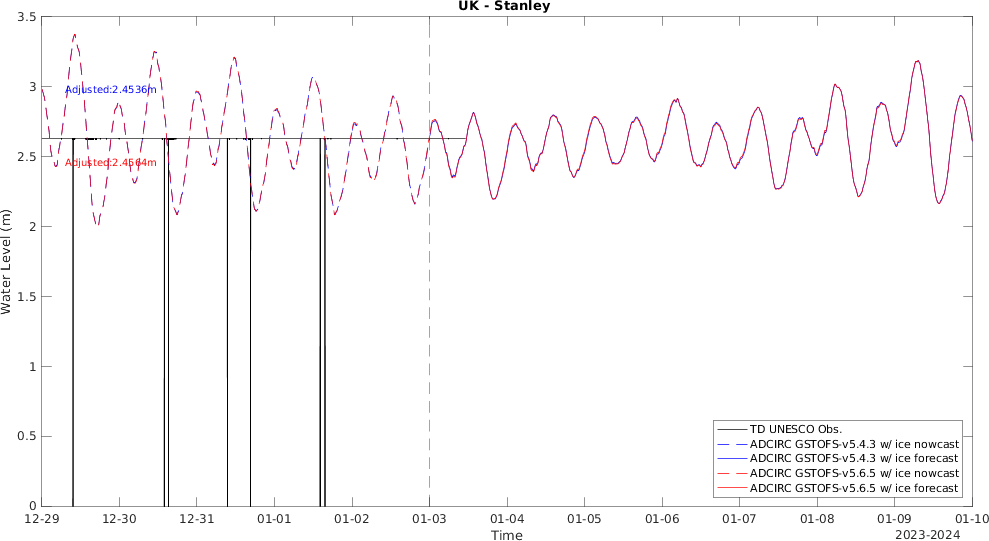 UK - Stanley
3.5
3
2.5
2
1.5
1
0.5
0
Water Level (m)
Adjusted:2.4536m
Adjusted:2.4564m
TD UNESCO Obs.
ADCIRC GSTOFS-v5.4.3 w/ ice nowcast
ADCIRC GSTOFS-v5.4.3 w/ ice forecast
ADCIRC GSTOFS-v5.6.5 w/ ice nowcast
ADCIRC GSTOFS-v5.6.5 w/ ice forecast
12-29 12-30 12-31 01-01 01-02 01-03 01-04 01-05 01-06 01-07 01-08 01-09 01-10
Time
2023-2024